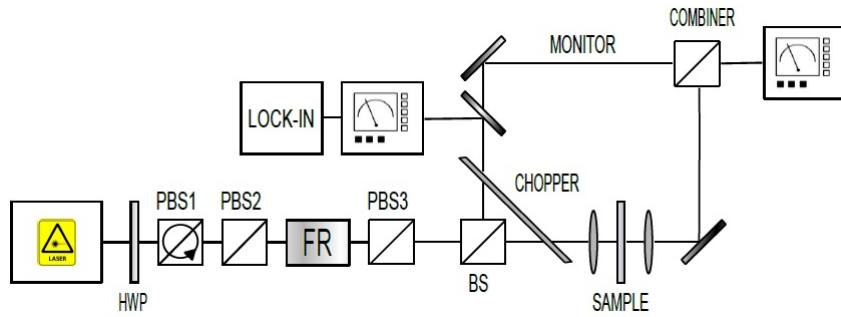 COMBINER
MONITOR
LOCK-IN
CHOPPER
PBS1
PBS2
PBS3
FR
LASER
HWP
BS
SAMPLE